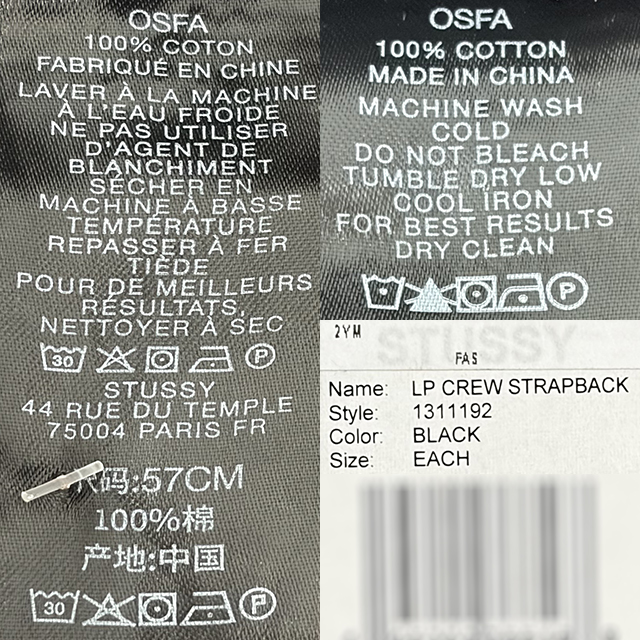 OSFA
100% COTON
FABRIQUÉ EN CHINE
LAVER À LA MACHINE
À L'EAU FROIDE
NE PAS UTILISER
D'AGENT DE
BLANCHIMENT
SÉCHER EN
MACHINE À BASSE
TEMPÉRATURE
REPASSER À FER
TIÈDE
POUR DE MEILLEURS
RÉSULTATS,
NETTOYER À SEC
30 P
STUSSY
44 RUE DU TEMPLE
75004 PARIS FR
码:57CM
100%棉
产地:中国
30 P
OSFA
100% COTTON
MADE IN CHINA
MACHINE WASH
COLD
DO NOT BLEACH
TUMBLE DRY LOW
COOL IRON
FOR BEST RESULTS
DRY CLEAN
P
2YM
STUSSY
FAS
Name: LP CREW STRAPBACK
Style: 1311192
Color: BLACK
Size: EACH